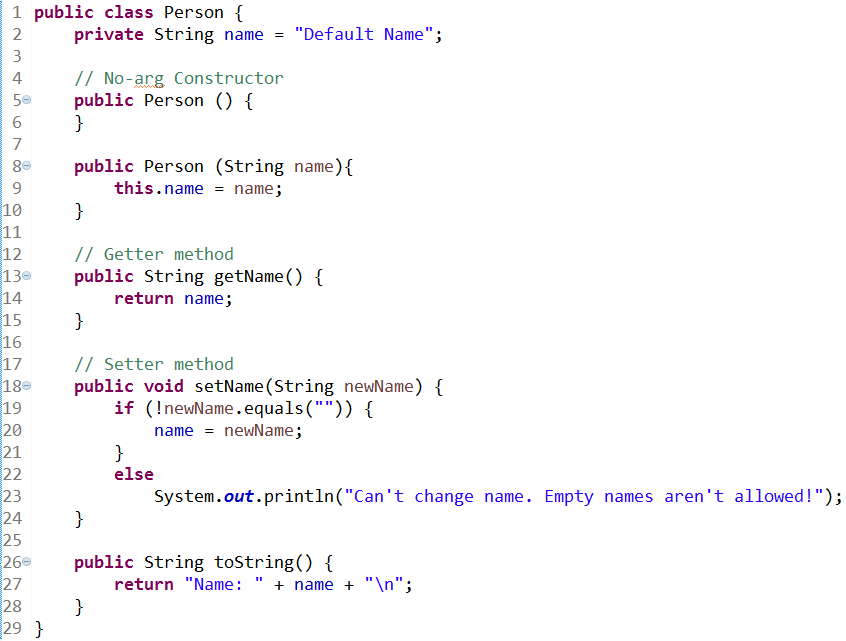 1 public class Person {
2     private String name = "Default Name";
3
4     // No-arg Constructor
5     public Person () {
6     }
7
8     public Person (String name){
9         this.name = name;
10     }
11
12     // Getter method
13     public String getName() {
14         return name;
15     }
16
17     // Setter method
18     public void setName(String newName) {
19         if (!newName.equals("")) {
20             name = newName;
21         }
22         else
23             System.out.println("Can't change name. Empty names aren't allowed!");
24     }
25
26     public String toString() {
27         return "Name: " + name + "\n";
28     }
29 }